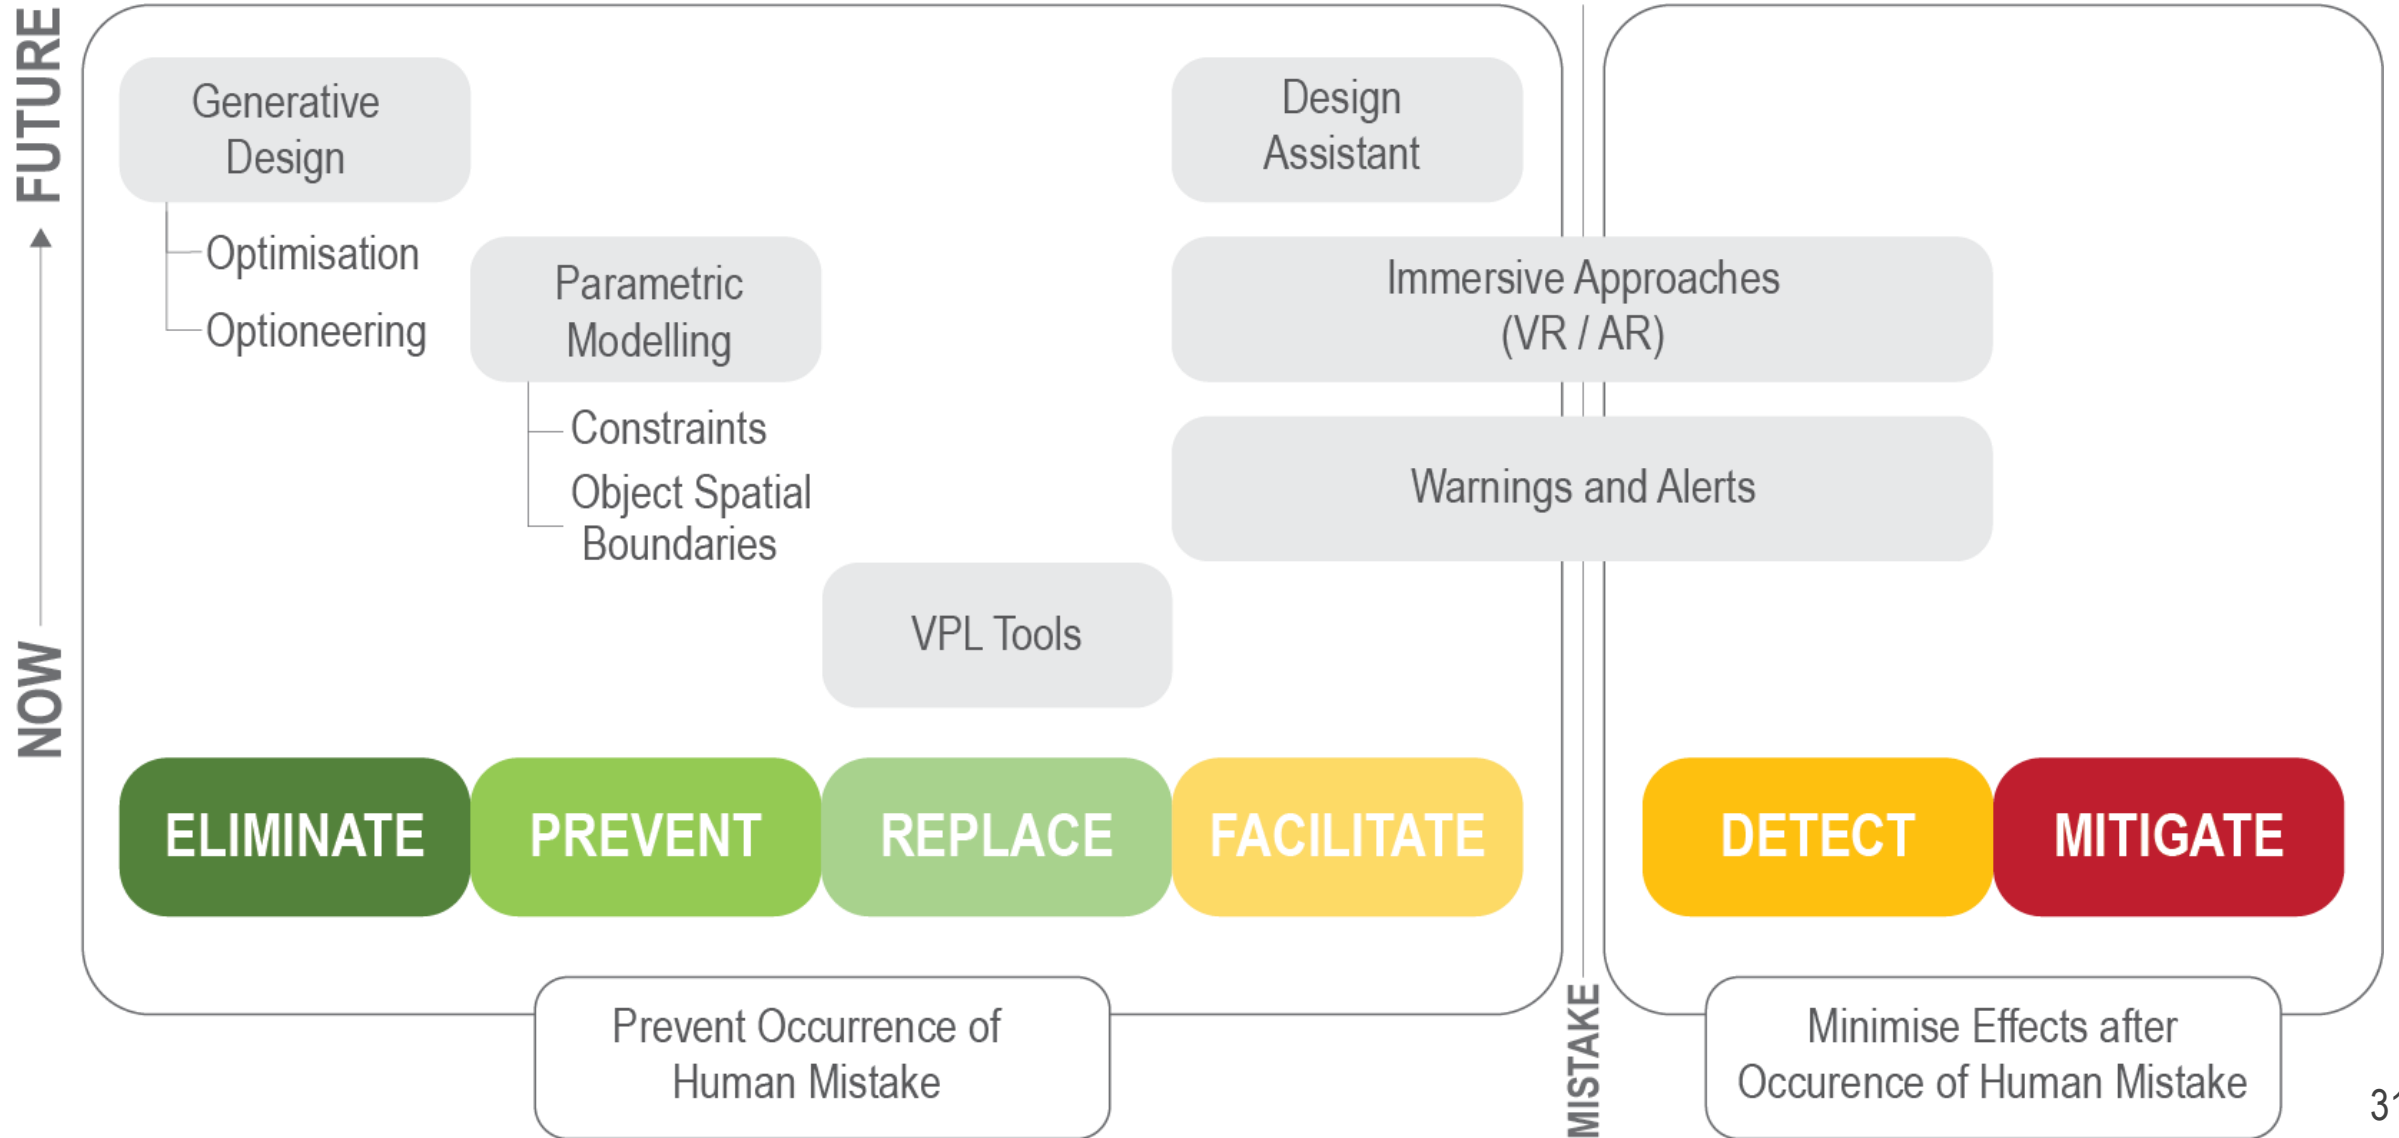 FUTURE
NOW
Generative
Design
Optimisation
Optioneering
Parametric
Modelling
Constraints
Object Spatial
Boundaries
VPL Tools
Design
Assistant
Immersive Approaches
(VR / AR)
Warnings and Alerts
ELIMINATE
PREVENT
REPLACE
FACILITATE
DETECT
MITIGATE
Prevent Occurrence of
Human Mistake
MISTAKE
Minimise Effects after
Occurence of Human Mistake
31